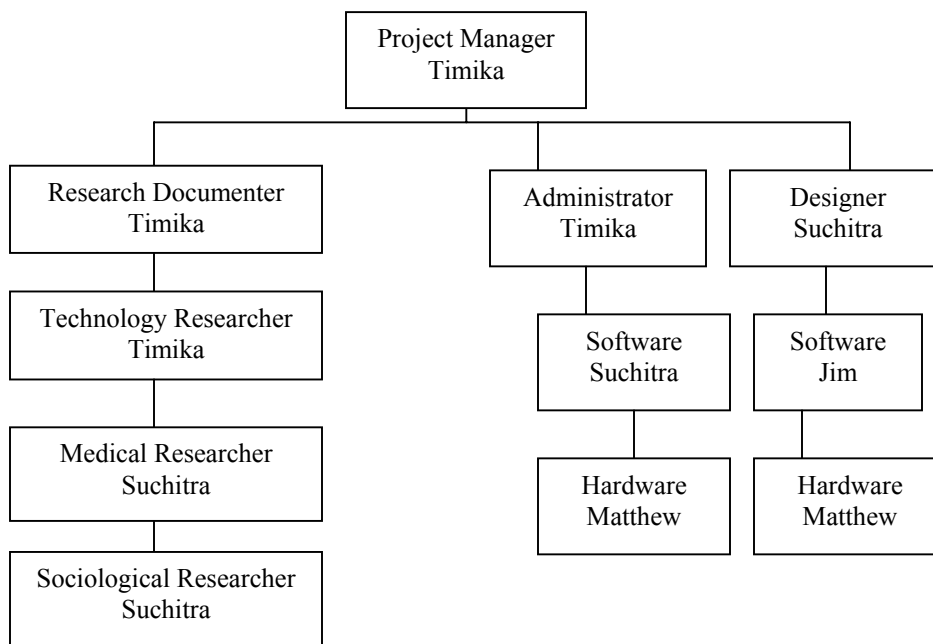 Project Manager
Timika
Research Documenter
Timika
Administrator
Timika
Designer
Suchitra
Technology Researcher
Timika
Software
Suchitra
Software
Jim
Medical Researcher
Suchitra
Hardware
Matthew
Hardware
Matthew
Sociological Researcher
Suchitra